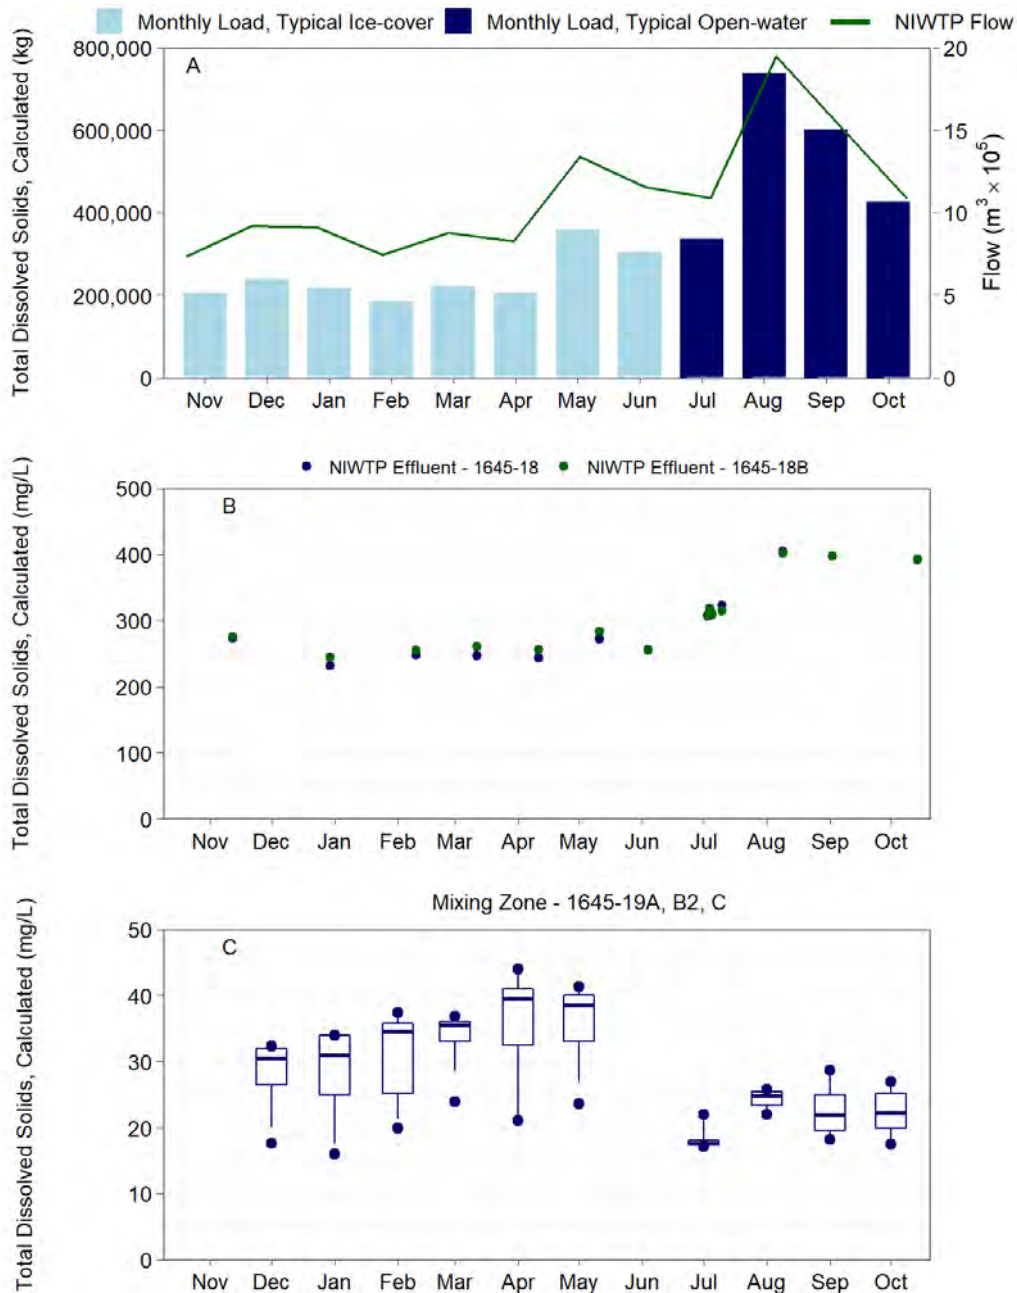 Monthly Load, Typical Ice-cover Monthly Load, Typical Open-water NIWTP Flow
Total Dissolved Solids, Calculated (kg)
A
800,000
600,000
400,000
200,000
0
20
15
10
5
0
Flow (m³ × 10⁵)
Nov Dec Jan Feb Mar Apr May Jun Jul Aug Sep Oct
NIWTP Effluent - 1645-18 NIWTP Effluent - 1645-18B
Total Dissolved Solids, Calculated (mg/L)
B
500
400
300
200
100
0
Nov Dec Jan Feb Mar Apr May Jun Jul Aug Sep Oct
Mixing Zone - 1645-19A, B2, C
Total Dissolved Solids, Calculated (mg/L)
C
50
40
30
20
10
0
Nov Dec Jan Feb Mar Apr May Jun Jul Aug Sep Oct